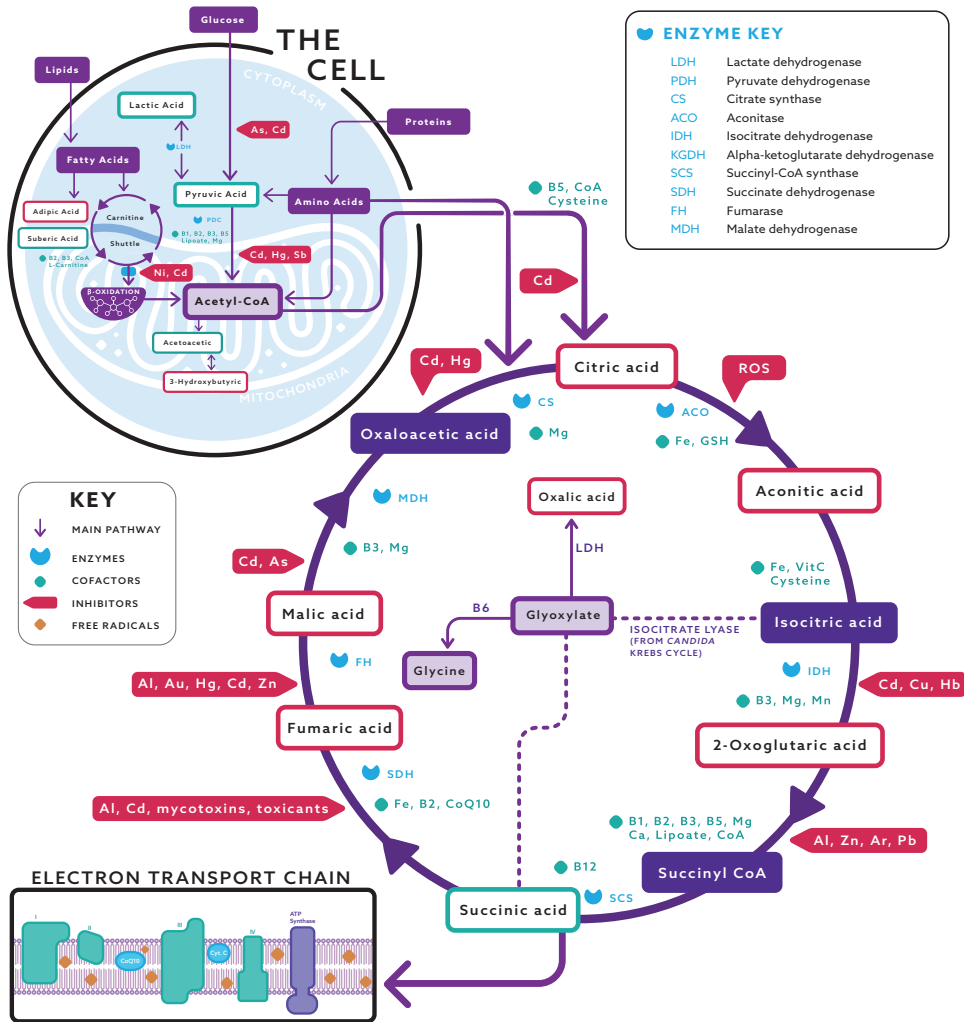 Glucose
THE
CELL
CYTOPLASM
Lipids
Lactic Acid
As, Cd
Proteins
LDH
Fatty Acids
Pyruvic Acid
Amino Acids
Adipic Acid
Carnitine
Suberic Acid
Shuttle
PDC
B1, B2, B3, B5
Lipoate, Mg
B2, B3, CoA
L-Carnitine
Cd, Hg, Sb
Ni, Cd
β-OXIDATION
Acetyl-CoA
Acetoacetic
3-Hydroxybutyric
MITOCHONDRIA
B5, CoA
Cysteine
Cd
ENZYME KEY
LDH Lactate dehydrogenase
PDH Pyruvate dehydrogenase
CS Citrate synthase
ACO Aconitase
IDH Isocitrate dehydrogenase
KGDH Alpha-ketoglutarate dehydrogenase
SCS Succinyl-CoA synthase
SDH Succinate dehydrogenase
FH Fumarase
MDH Malate dehydrogenase
Cd, Hg
Citric acid
ROS
CS
ACO
Oxaloacetic acid
Mg
Fe, GSH
KEY
MAIN PATHWAY
ENZYMES
COFACTORS
INHIBITORS
FREE RADICALS
MDH
Oxalic acid
Aconitic acid
B3, Mg
LDH
Cd, As
Fe, VitC
Cysteine
Malic acid
B6
Glyoxylate
Isocitric acid
ISOCITRATE LYASE
(FROM CANDIDA
KREBS CYCLE)
FH
Glycine
IDH
Al, Au, Hg, Cd, Zn
Cd, Cu, Hb
B3, Mg, Mn
Fumaric acid
2-Oxoglutaric acid
SDH
Al, Cd, mycotoxins, toxicants
Fe, B2, CoQ10
B1, B2, B3, B5, Mg
Ca, Lipoate, CoA
Al, Zn, Ar, Pb
B12
Succinyl CoA
SCS
ELECTRON TRANSPORT CHAIN
Succinic acid
I
II
III
IV
ATP
Synthase
CoQ10
Cyt. C